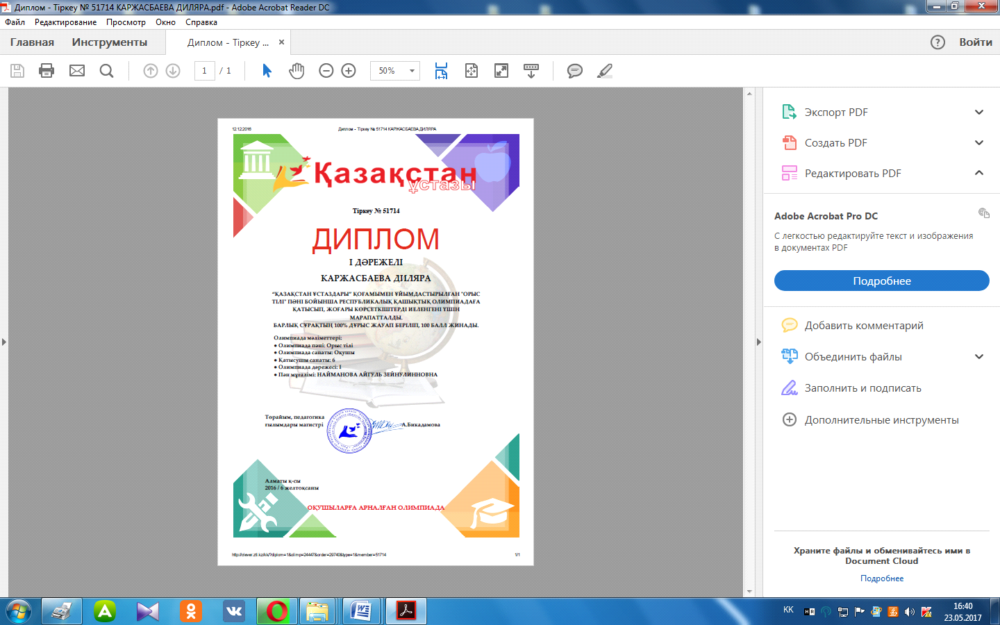 Диплом - Тіркеу № 51714 КАРЖАСБАЕВА ДИЛЯРА.pdf - Adobe Acrobat Reader DC
Файл Редактирование Просмотр Окно Справка
Главная Инструменты Диплом - Тіркеу ... × Войти
1 / 1 50%
12.12.2016 Диплом - Тіркеу № 51714 КАРЖАСБАЕВА ДИЛЯРА
Қазақстан
ұстазы
Тіркеу № 51714
ДИПЛОМ
І ДӘРЕЖЕЛІ
КАРЖАСБАЕВА ДИЛЯРА
"ҚАЗАҚСТАН ҰСТАЗДАРЫ" ҚОҒАМЫМЕН ҰЙЫМДАСТЫРЫЛҒАН "ОРЫС
ТІЛІ" ПӘНІ БОЙЫНША РЕСПУБЛИКАЛЫҚ ҚАШЫҚТЫҚ ОЛИМПИАДАҒА
ҚАТЫСЫП, ЖОҒАРЫ КӨРСЕТКІШТЕРДІ ИЕЛЕНГЕНІ ҮШІН
МАРАПАТТАЛДЫ.
БАРЛЫҚ СҰРАҚТЫҢ 100% ДҰРЫС ЖАУАП БЕРІЛІП, 100 БАЛЛ ЖИНАДЫ.
Олимпиада мәліметтері:
● Олимпиада пәні: Орыс тілі
● Олимпиада санаты: Оқушы
● Қатысушы санаты: 6
● Олимпиада дәрежесі: І
● Пән мұғалімі: НАЙМАНОВА АЙГУЛЬ ЗЕЙНУЛИННОВНА
Төрайым, педагогика
ғылымдары магистрі А.Бикадамова
Алматы қ-сы
2016 / 6 желтоқсаны
ОҚУШЫЛАРҒА АРНАЛҒАН ОЛИМПИАДА
http://clever.ztl.kz/kk/?diplom=1&olimp=24447&order=29740&type=1&member=51714 1/1
Экспорт PDF
Создать PDF
Редактировать PDF
Adobe Acrobat Pro DC
С легкостью редактируйте текст и изображения
в документах PDF
Подробнее
Добавить комментарий
Объединить файлы
Заполнить и подписать
Дополнительные инструменты
Храните файлы и обменивайтесь ими в
Document Cloud
Подробнее
KK 16:40
23.05.2017